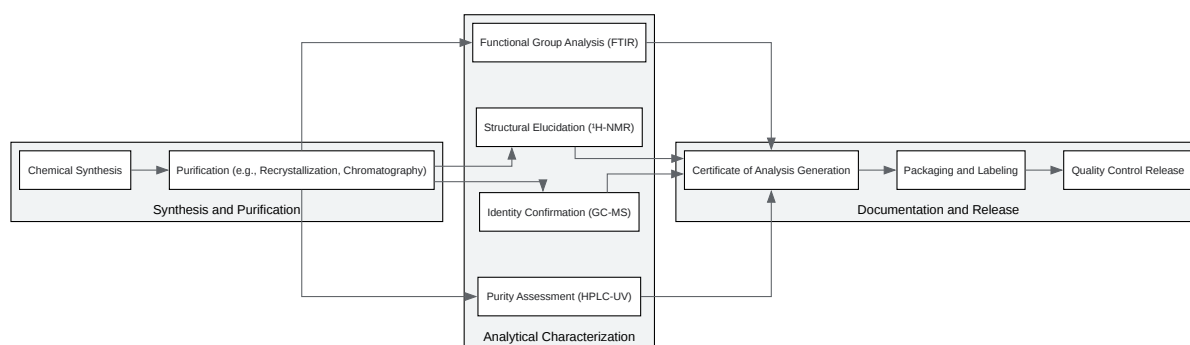 Functional Group Analysis (FTIR)
Structural Elucidation (¹H-NMR)
Chemical Synthesis
Purification (e.g., Recrystallization, Chromatography)
Certificate of Analysis Generation
Packaging and Labeling
Quality Control Release
Synthesis and Purification
Identity Confirmation (GC-MS)
Documentation and Release
Purity Assessment (HPLC-UV)
Analytical Characterization